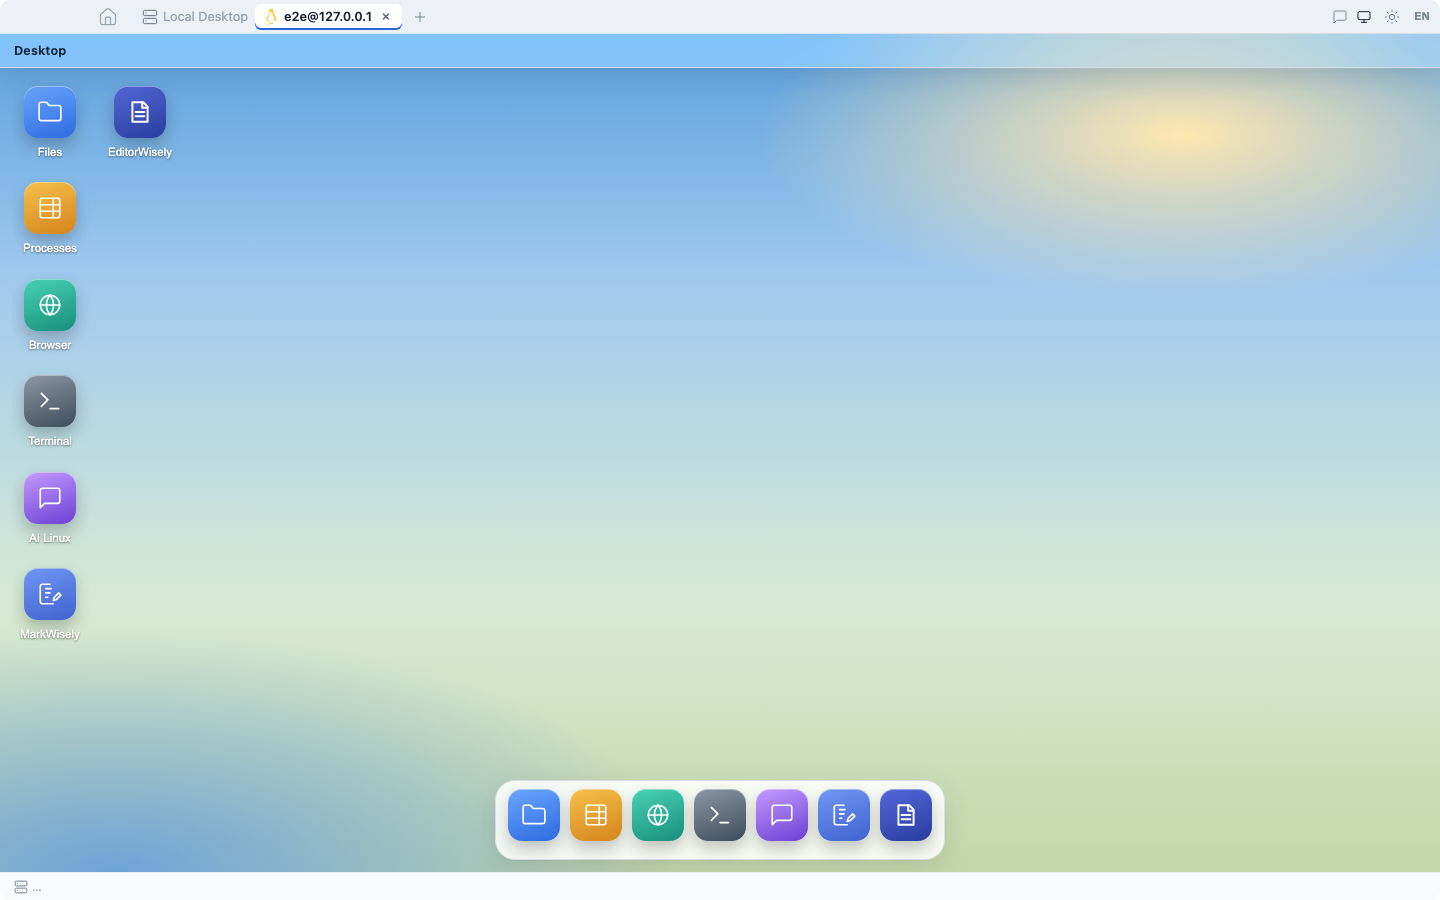 Local Desktop
e2e@127.0.0.1
EN
Desktop
Files
EditorWisely
Processes
Browser
Terminal
AI Linux
MarkWisely
...